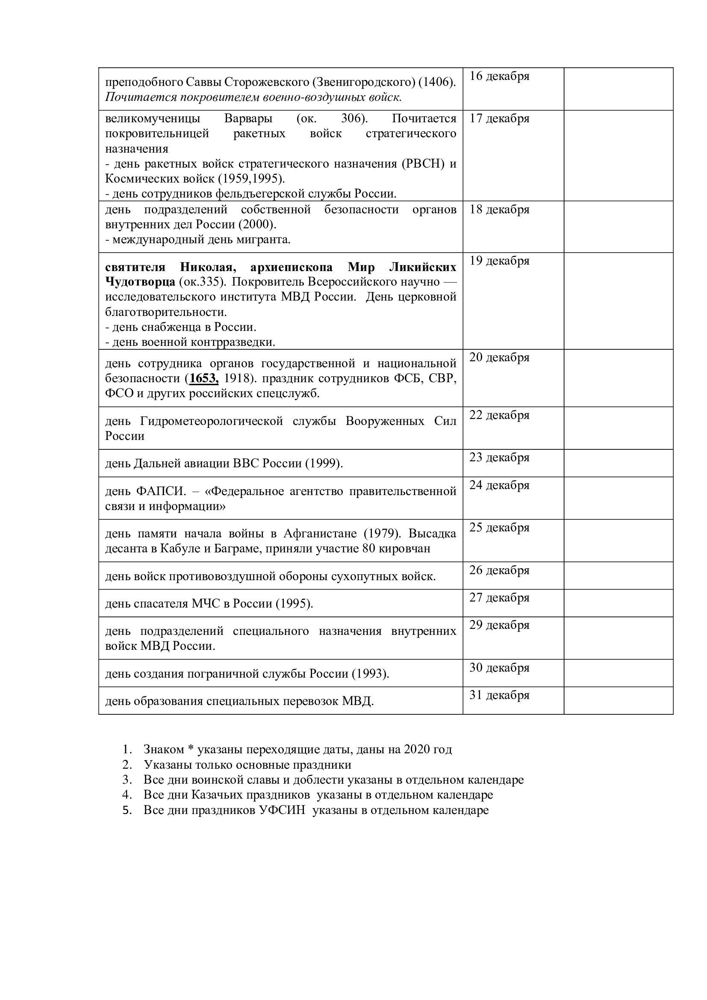 преподобного Саввы Сторожевского (Звенигородского) (1406).
Почитается покровителем военно-воздушных войск.
16 декабря
великомученицы Варвары (ок. 306). Почитается
покровительницей ракетных войск стратегического
назначения
- день ракетных войск стратегического назначения (РВСН) и
Космических войск (1959,1995).
- день сотрудников фельдъегерской службы России.
17 декабря
день подразделений собственной безопасности органов
внутренних дел России (2000).
- международный день мигранта.
18 декабря
святителя Николая, архиепископа Мир Ликийских
Чудотворца (ок.335). Покровитель Всероссийского научно —
исследовательского института МВД России. День церковной
благотворительности.
- день снабженца в России.
- день военной контрразведки.
19 декабря
день сотрудника органов государственной и национальной
безопасности (1653, 1918). праздник сотрудников ФСБ, СВР,
ФСО и других российских спецслужб.
20 декабря
день Гидрометеорологической службы Вооруженных Сил
России
22 декабря
день Дальней авиации ВВС России (1999).
23 декабря
день ФАПСИ. – «Федеральное агентство правительственной
связи и информации»
24 декабря
день памяти начала войны в Афганистане (1979). Высадка
десанта в Кабуле и Баграме, приняли участие 80 кировчан
25 декабря
день войск противовоздушной обороны сухопутных войск.
26 декабря
день спасателя МЧС в России (1995).
27 декабря
день подразделений специального назначения внутренних
войск МВД России.
29 декабря
день создания пограничной службы России (1993).
30 декабря
день образования специальных перевозок МВД.
31 декабря
1. Знаком * указаны переходящие даты, даны на 2020 год
2. Указаны только основные праздники
3. Все дни воинской славы и доблести указаны в отдельном календаре
4. Все дни Казачьих праздников указаны в отдельном календаре
5. Все дни праздников УФСИН указаны в отдельном календаре